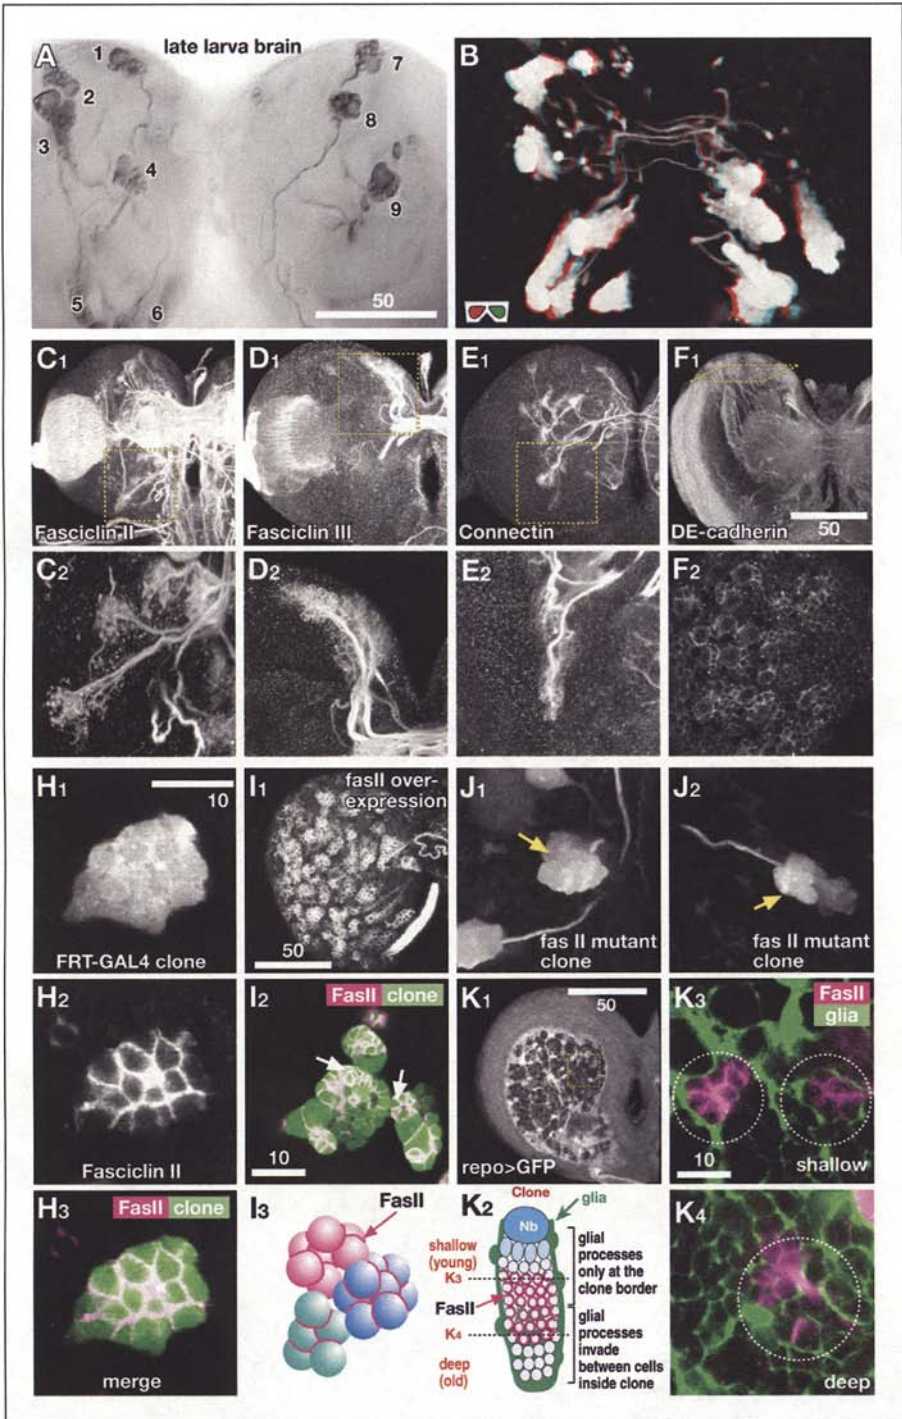 A
late larva brain
1
2
3
4
5
6
7
8
9
50
B
C1
Fasciclin II
D1
Fasciclin III
E1
Connectin
F1
50
DE-cadherin
C2
D2
E2
F2
H1
10
FRT-GAL4 clone
I1
fasII over-
expression
50
J1
fas II mutant
clone
J2
fas II mutant
clone
H2
Fasciclin II
I2
FasII clone
10
K1
50
repo>GFP
K3
FasII
glia
10
shallow
H3
FasII clone
merge
I3
FasII
K2
Clone
glia
Nb
shallow
(young)
K3
FasII
K4
deep
(old)
glial
processes
only at the
clone border
glial
processes
invade
between cells
inside clone
K4
deep